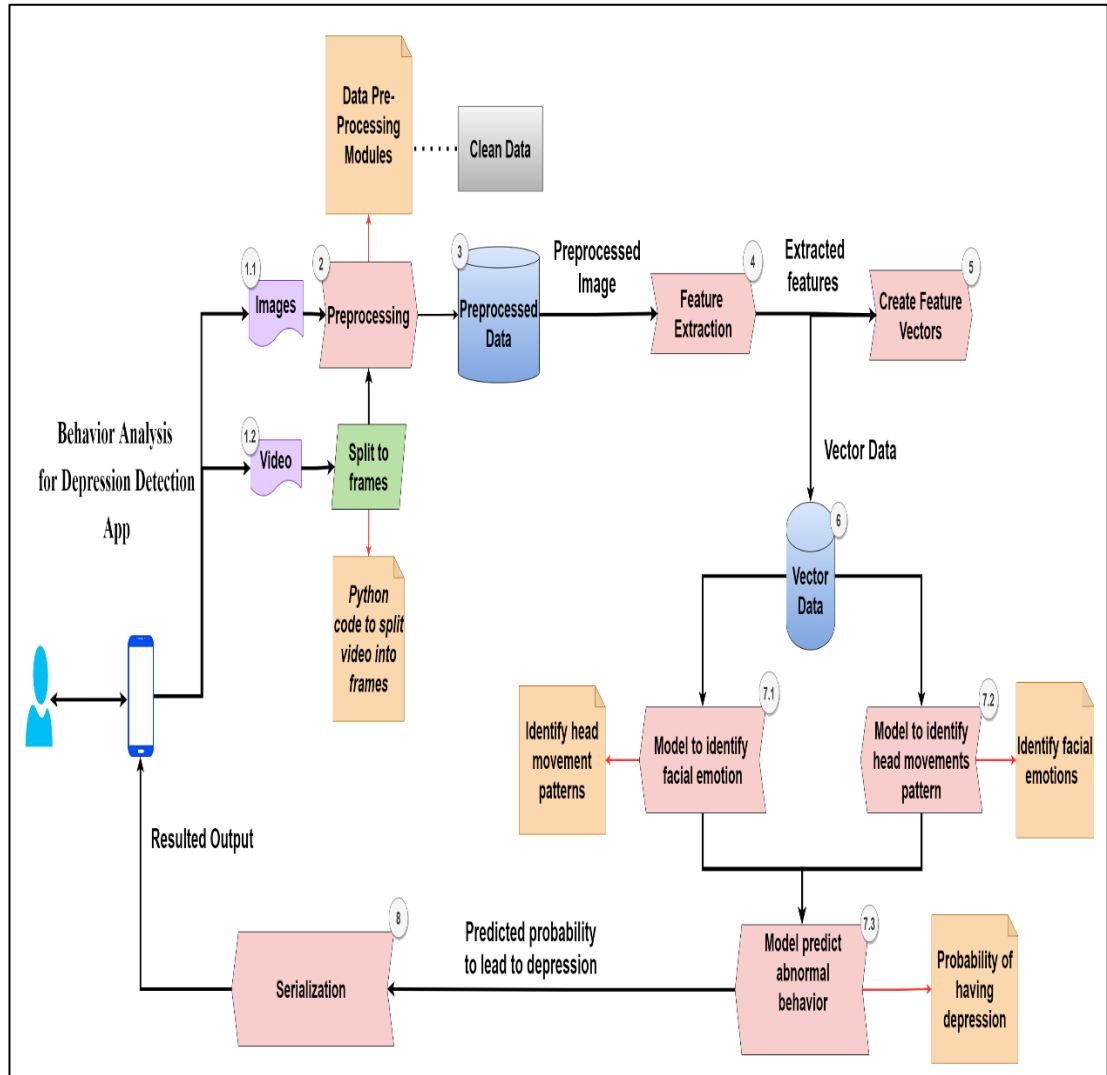 Data Pre-
Processing
Modules
Clean Data
1.1
Images
2
Preprocessing
3
Preprocessed
Data
Preprocessed
Image
4
Feature
Extraction
Extracted
features
5
Create Feature
Vectors
Behavior Analysis
for Depression Detection
App
1.2
Video
Split to
frames
Python
code to split
video into
frames
Vector Data
6
Vector
Data
Identify head
movement
patterns
7.1
Model to identify
facial emotion
7.2
Model to identify
head movements
pattern
Identify facial
emotions
Resulted Output
8
Serialization
Predicted probability
to lead to depression
7.3
Model predict
abnormal
behavior
Probability of
having
depression